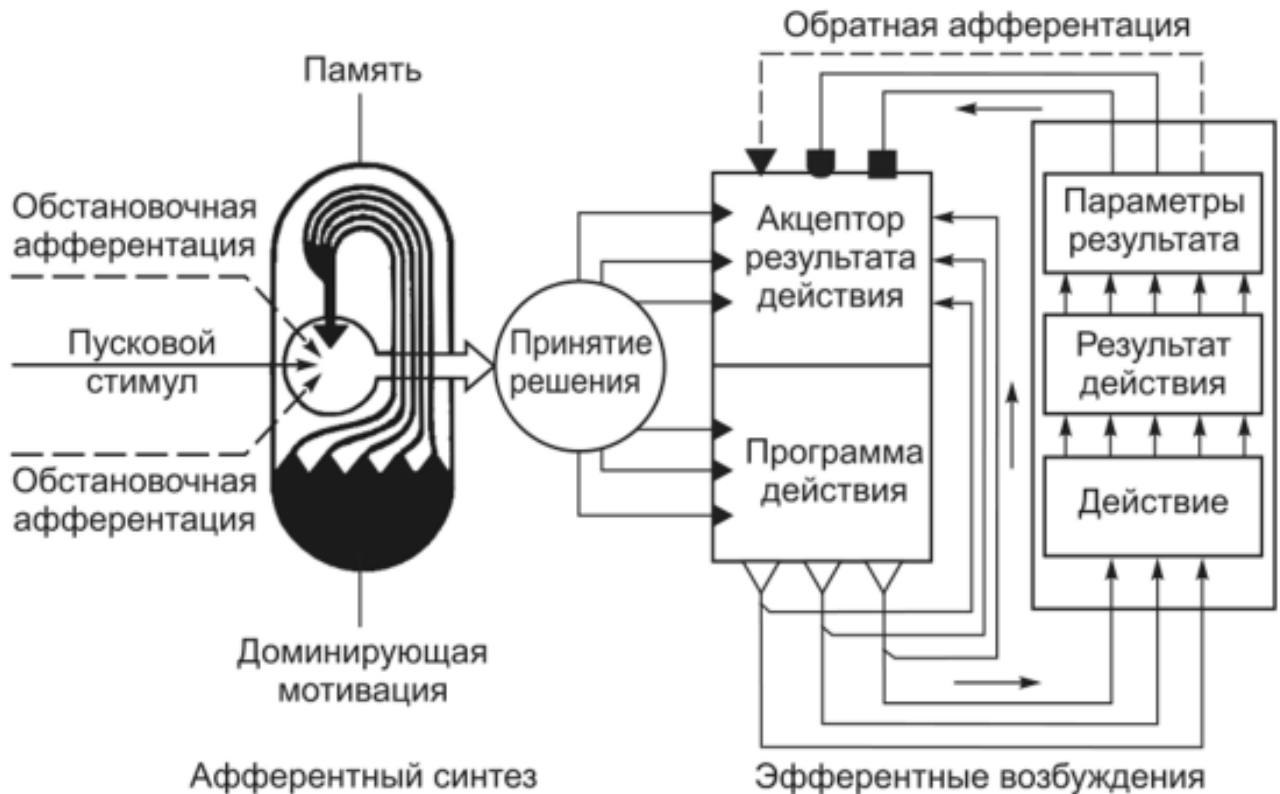 Обратная афферентация
Память
Обстановочная
афферентация
Пусковой
стимул
Обстановочная
афферентация
Доминирующая
мотивация
Афферентный синтез
Принятие
решения
Акцептор
результата
действия
Программа
действия
Параметры
результата
Результат
действия
Действие
Эфферентные возбуждения